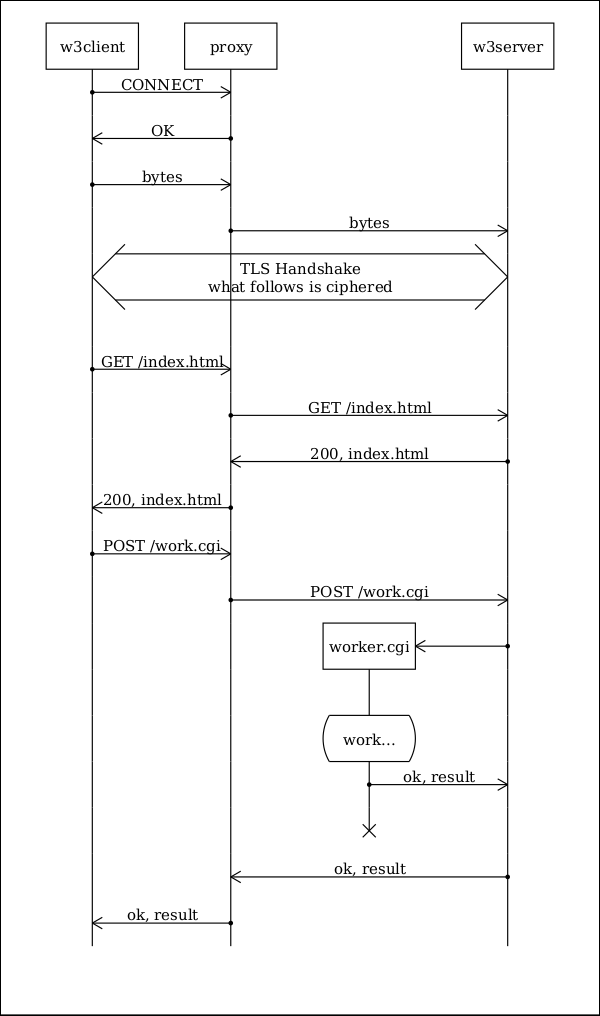 w3client
proxy
w3server
CONNECT
OK
bytes
bytes
TLS Handshake
what follows is ciphered
GET /index.html
GET /index.html
200, index.html
200, index.html
POST /work.cgi
POST /work.cgi
worker.cgi
work...
ok, result
ok, result
ok, result